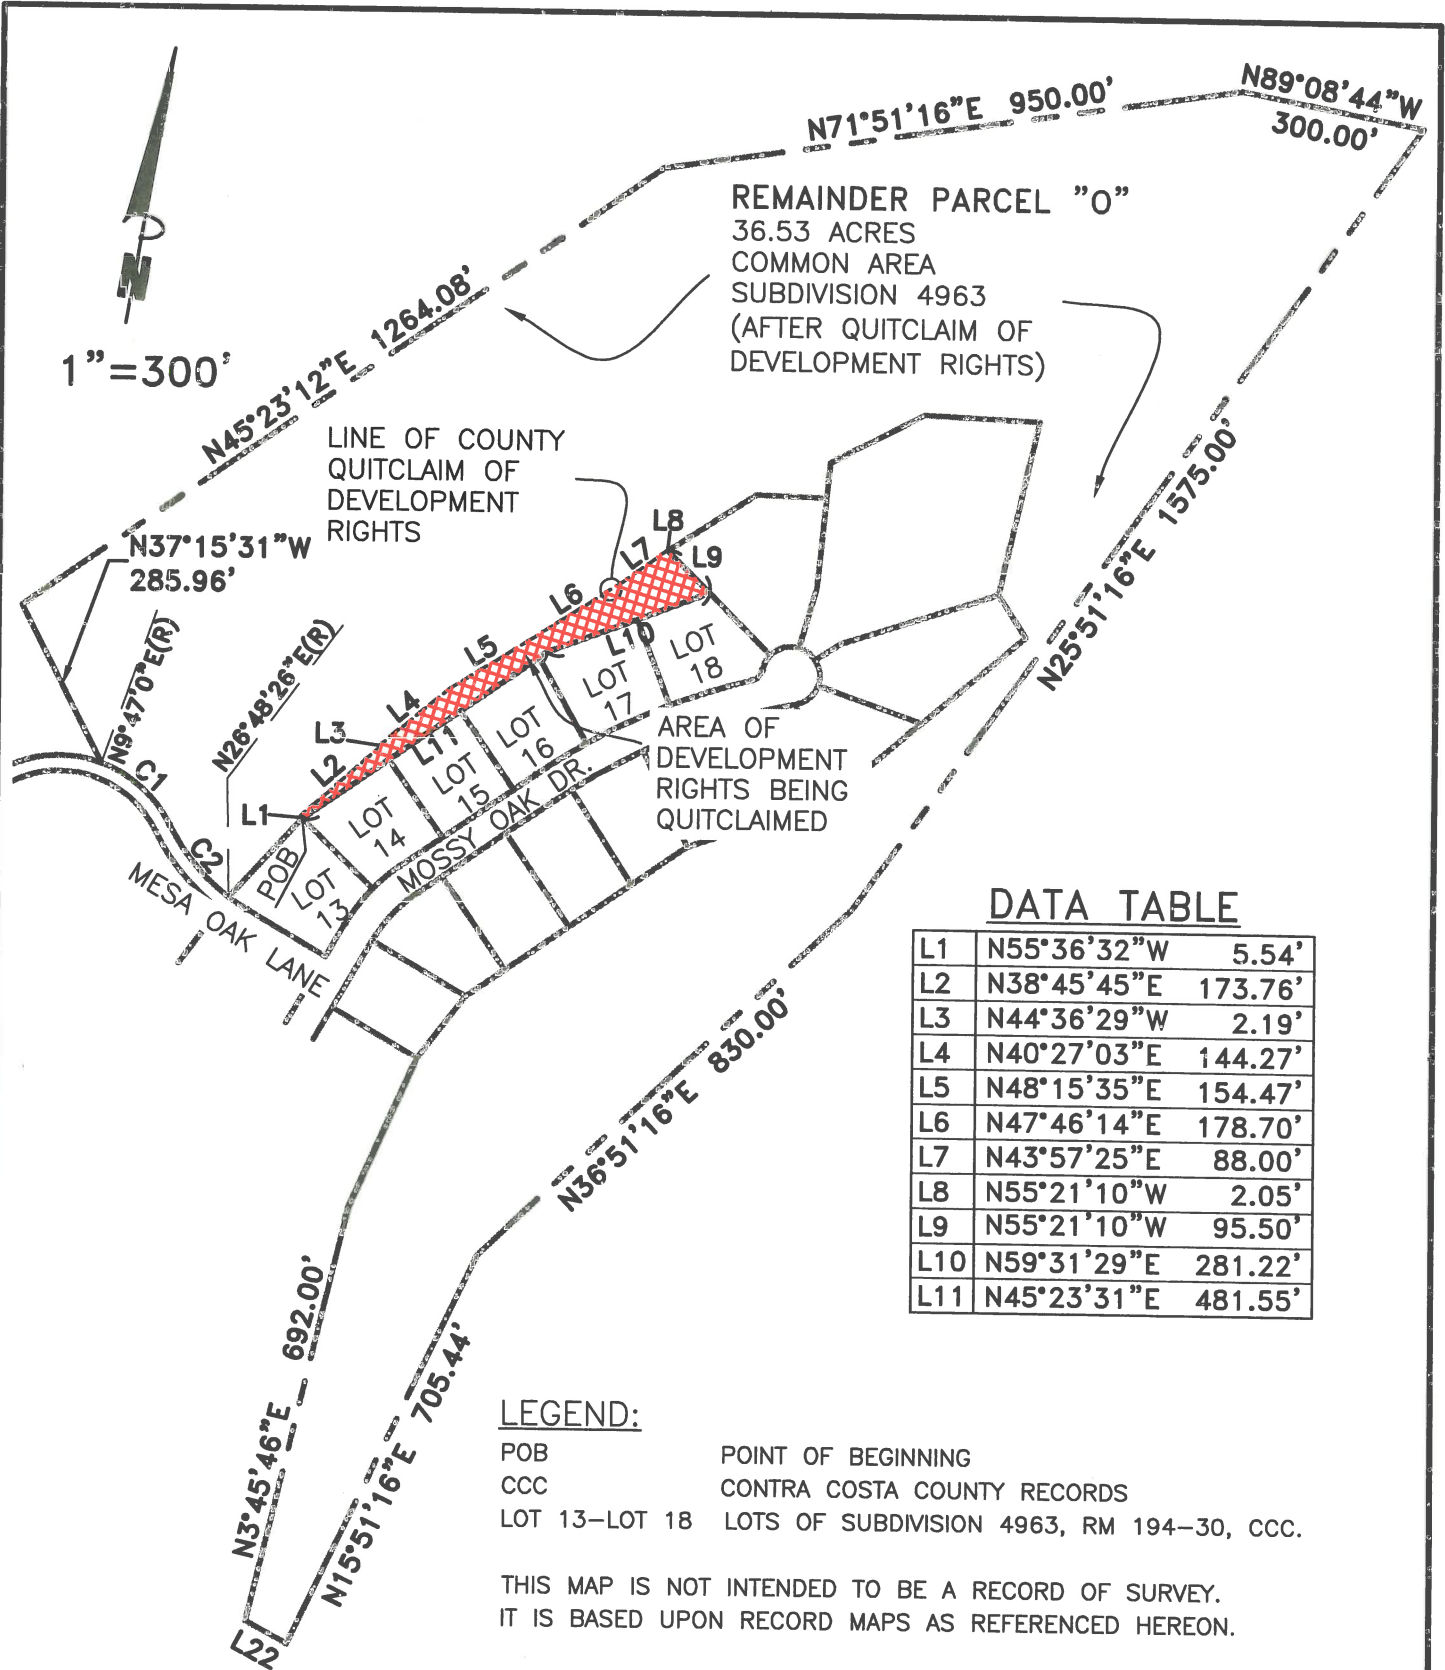 N89°08'44"W
300.00'
N71°51'16"E 950.00'
REMAINDER PARCEL "O"
36.53 ACRES
COMMON AREA
SUBDIVISION 4963
(AFTER QUITCLAIM OF
DEVELOPMENT RIGHTS)
N
1"=300'
N45°23'12"E 1264.08'
LINE OF COUNTY
QUITCLAIM OF
DEVELOPMENT
RIGHTS
N37°15'31"W
285.96'
N25°51'16"E 1575.00'
N9°47'0"E(R)
N26°48'26"E(R)
L8
L7
L9
L6
L5
L10
L4
L3
L11
L2
L1
C1
C2
LOT
18
LOT
17
LOT
16
LOT
15
LOT
14
LOT
13
POB
AREA OF
DEVELOPMENT
RIGHTS BEING
QUITCLAIMED
MOSSY OAK DR.
MESA OAK LANE
DATA TABLE
L1 N55°36'32"W 5.54'
L2 N38°45'45"E 173.76'
L3 N44°36'29"W 2.19'
L4 N40°27'03"E 144.27'
L5 N48°15'35"E 154.47'
L6 N47°46'14"E 178.70'
L7 N43°57'25"E 88.00'
L8 N55°21'10"W 2.05'
L9 N55°21'10"W 95.50'
L10 N59°31'29"E 281.22'
L11 N45°23'31"E 481.55'
N36°51'16"E 830.00'
N3°45'46"E 692.00'
N15°51'16"E 705.44'
L22
LEGEND:
POB POINT OF BEGINNING
CCC CONTRA COSTA COUNTY RECORDS
LOT 13-LOT 18 LOTS OF SUBDIVISION 4963, RM 194-30, CCC.
THIS MAP IS NOT INTENDED TO BE A RECORD OF SURVEY.
IT IS BASED UPON RECORD MAPS AS REFERENCED HEREON.